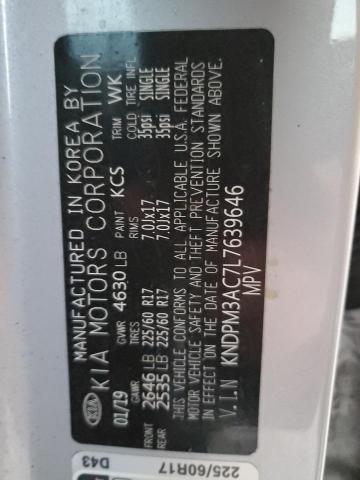 MANUFACTURED IN KOREA BY
KIA KIA MOTORS CORPORATION
01/19 GVWR 4630 LB PAINT KCS TRIM WK
GAWR TIRES RIMS COLD TIRE INFL
FRONT 2646 LB 225/60 R17 7.0Jx17 35psi SINGLE
REAR 2535 LB 225/60 R17 7.0Jx17 35psi SINGLE
THIS VEHICLE CONFORMS TO ALL APPLICABLE U.S.A. FEDERAL
MOTOR VEHICLE SAFETY AND THEFT PREVENTION STANDARDS
IN EFFECT ON THE DATE OF MANUFACTURE SHOWN ABOVE.
V.I.N KNDPM3AC7L7639646
MPV
D43
225/60R17